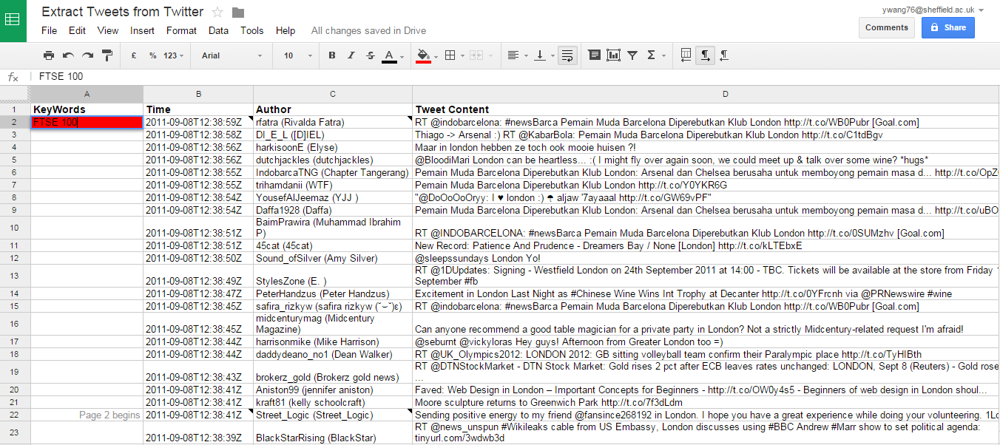 Extract Tweets from Twitter
ywang76@sheffield.ac.uk
File Edit View Insert Format Data Tools Help All changes saved in Drive
Comments Share
£ % 123 Arial 10 B I S A Σ
fx FTSE 100
A B C D
1 KeyWords Time Author Tweet Content
2 FTSE 100 2011-09-08T12:38:59Z rfatra (Rivalda Fatra) RT @indobarcelona: #newsBarca Pemain Muda Barcelona Diperebutkan Klub London http://t.co/WB0Pubr [Goal.com]
3 2011-09-08T12:38:58Z DI_E_L ([D]IEL) Thiago -> Arsenal :) RT @KabarBola: Pemain Muda Barcelona Diperebutkan Klub London http://t.co/C1tdBgv
4 2011-09-08T12:38:56Z harkisoonE (Elyse) Maar in london hebben ze toch ook mooie huisen ?!
5 2011-09-08T12:38:56Z dutchjackles (dutchjackles) @BloodiMari London can be heartless... :( I might fly over again soon, we could meet up & talk over some wine? *hugs*
6 2011-09-08T12:38:55Z IndobarcaTNG (Chapter Tangerang) Pemain Muda Barcelona Diperebutkan Klub London: Arsenal dan Chelsea berusaha untuk memboyong pemain masa d... http://t.co/OpZ
7 2011-09-08T12:38:55Z trihamdanii (WTF) Pemain Muda Barcelona Diperebutkan Klub London http://t.co/Y0YKR6G
8 2011-09-08T12:38:54Z YousefAlJeemaz (YJJ ) "@DoOoOoOryy: I ♥ london :) ☂ aljaw '7ayaaal http://t.co/GW69vPF"
9 2011-09-08T12:38:54Z Daffa1928 (Daffa) Pemain Muda Barcelona Diperebutkan Klub London: Arsenal dan Chelsea berusaha untuk memboyong pemain masa d... http://t.co/uBO
BaimPrawira (Muhammad Ibrahim
10 2011-09-08T12:38:51Z P) RT @INDOBARCELONA: #newsBarca Pemain Muda Barcelona Diperebutkan Klub London http://t.co/0SUMzhv [Goal.com]
11 2011-09-08T12:38:51Z 45cat (45cat) New Record: Patience And Prudence - Dreamers Bay / None [London] http://t.co/kLTEbxE
12 2011-09-08T12:38:50Z Sound_ofSilver (Amy Silver) @sleepssundays London Yo!
RT @1DUpdates: Signing - Westfield London on 24th September 2011 at 14:00 - TBC. Tickets will be available at the store from Friday 1
13 2011-09-08T12:38:49Z StylesZone (E. ) September #fb
14 2011-09-08T12:38:47Z PeterHandzus (Peter Handzus) Excitement in London Last Night as #Chinese Wine Wins Int Trophy at Decanter http://t.co/0YFrcnh via @PRNewswire #wine
15 2011-09-08T12:38:45Z safira_rizkyw (safira rizkyw (˘⌣˘)ε) RT @indobarcelona: #newsBarca Pemain Muda Barcelona Diperebutkan Klub London http://t.co/WB0Pubr [Goal.com]
midcenturymag (Midcentury
16 2011-09-08T12:38:45Z Magazine) Can anyone recommend a good table magician for a private party in London? Not a strictly Midcentury-related request I'm afraid!
17 2011-09-08T12:38:44Z harrisonmike (Mike Harrison) @seburnt @vickyloras Hey guys! Afternoon from Greater London too =)
18 2011-09-08T12:38:44Z daddydeano_no1 (Dean Walker) RT @UK_Olympics2012: LONDON 2012: GB sitting volleyball team confirm their Paralympic place http://t.co/TyHIBth
RT @DTNStockMarket - DTN Stock Market: Gold rises 2 pct after ECB leaves rates unchanged: LONDON, Sept 8 (Reuters) - Gold rose
19 2011-09-08T12:38:43Z brokerz_gold (Brokerz gold news) ...
20 2011-09-08T12:38:41Z Aniston99 (jennifer aniston) Faved: Web Design in London – Important Concepts for Beginners - http://t.co/OW0y4s5 - Beginners of web design in London shoul...
21 2011-09-08T12:38:41Z kraft81 (kelly schoolcraft) Moore sculpture returns to Greenwich Park http://t.co/7f3dLdm
22 Page 2 begins 2011-09-08T12:38:41Z Street_Logic (Street_Logic) Sending positive energy to my friend @fansince268192 in London. I hope you have a great experience while doing your volunteering. 1Lo
RT @news_unspun #Wikileaks cable from US Embassy, London discusses using #BBC Andrew #Marr show to set political agenda:
23 2011-09-08T12:38:39Z BlackStarRising (BlackStar) tinyurl.com/3wdwb3d